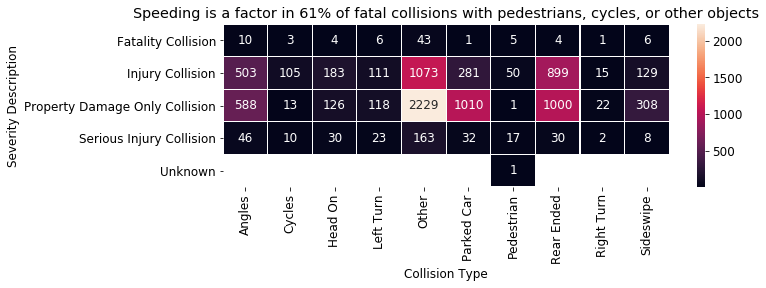 Speeding is a factor in 61% of fatal collisions with pedestrians, cycles, or other objects
Severity Description
Fatality Collision 10 3 4 6 43 1 5 4 1 6
Injury Collision 503 105 183 111 1073 281 50 899 15 129
Property Damage Only Collision 588 13 126 118 2229 1010 1 1000 22 308
Serious Injury Collision 46 10 30 23 163 32 17 30 2 8
Unknown 1
Angles Cycles Head On Left Turn Other Parked Car Pedestrian Rear Ended Right Turn Sideswipe
Collision Type
2000
1500
1000
500